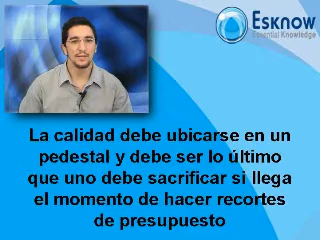 Esknow
Essential Knowledge
La calidad debe ubicarse en un
pedestal y debe ser lo último
que uno debe sacrificar si llega
el momento de hacer recortes
de presupuesto